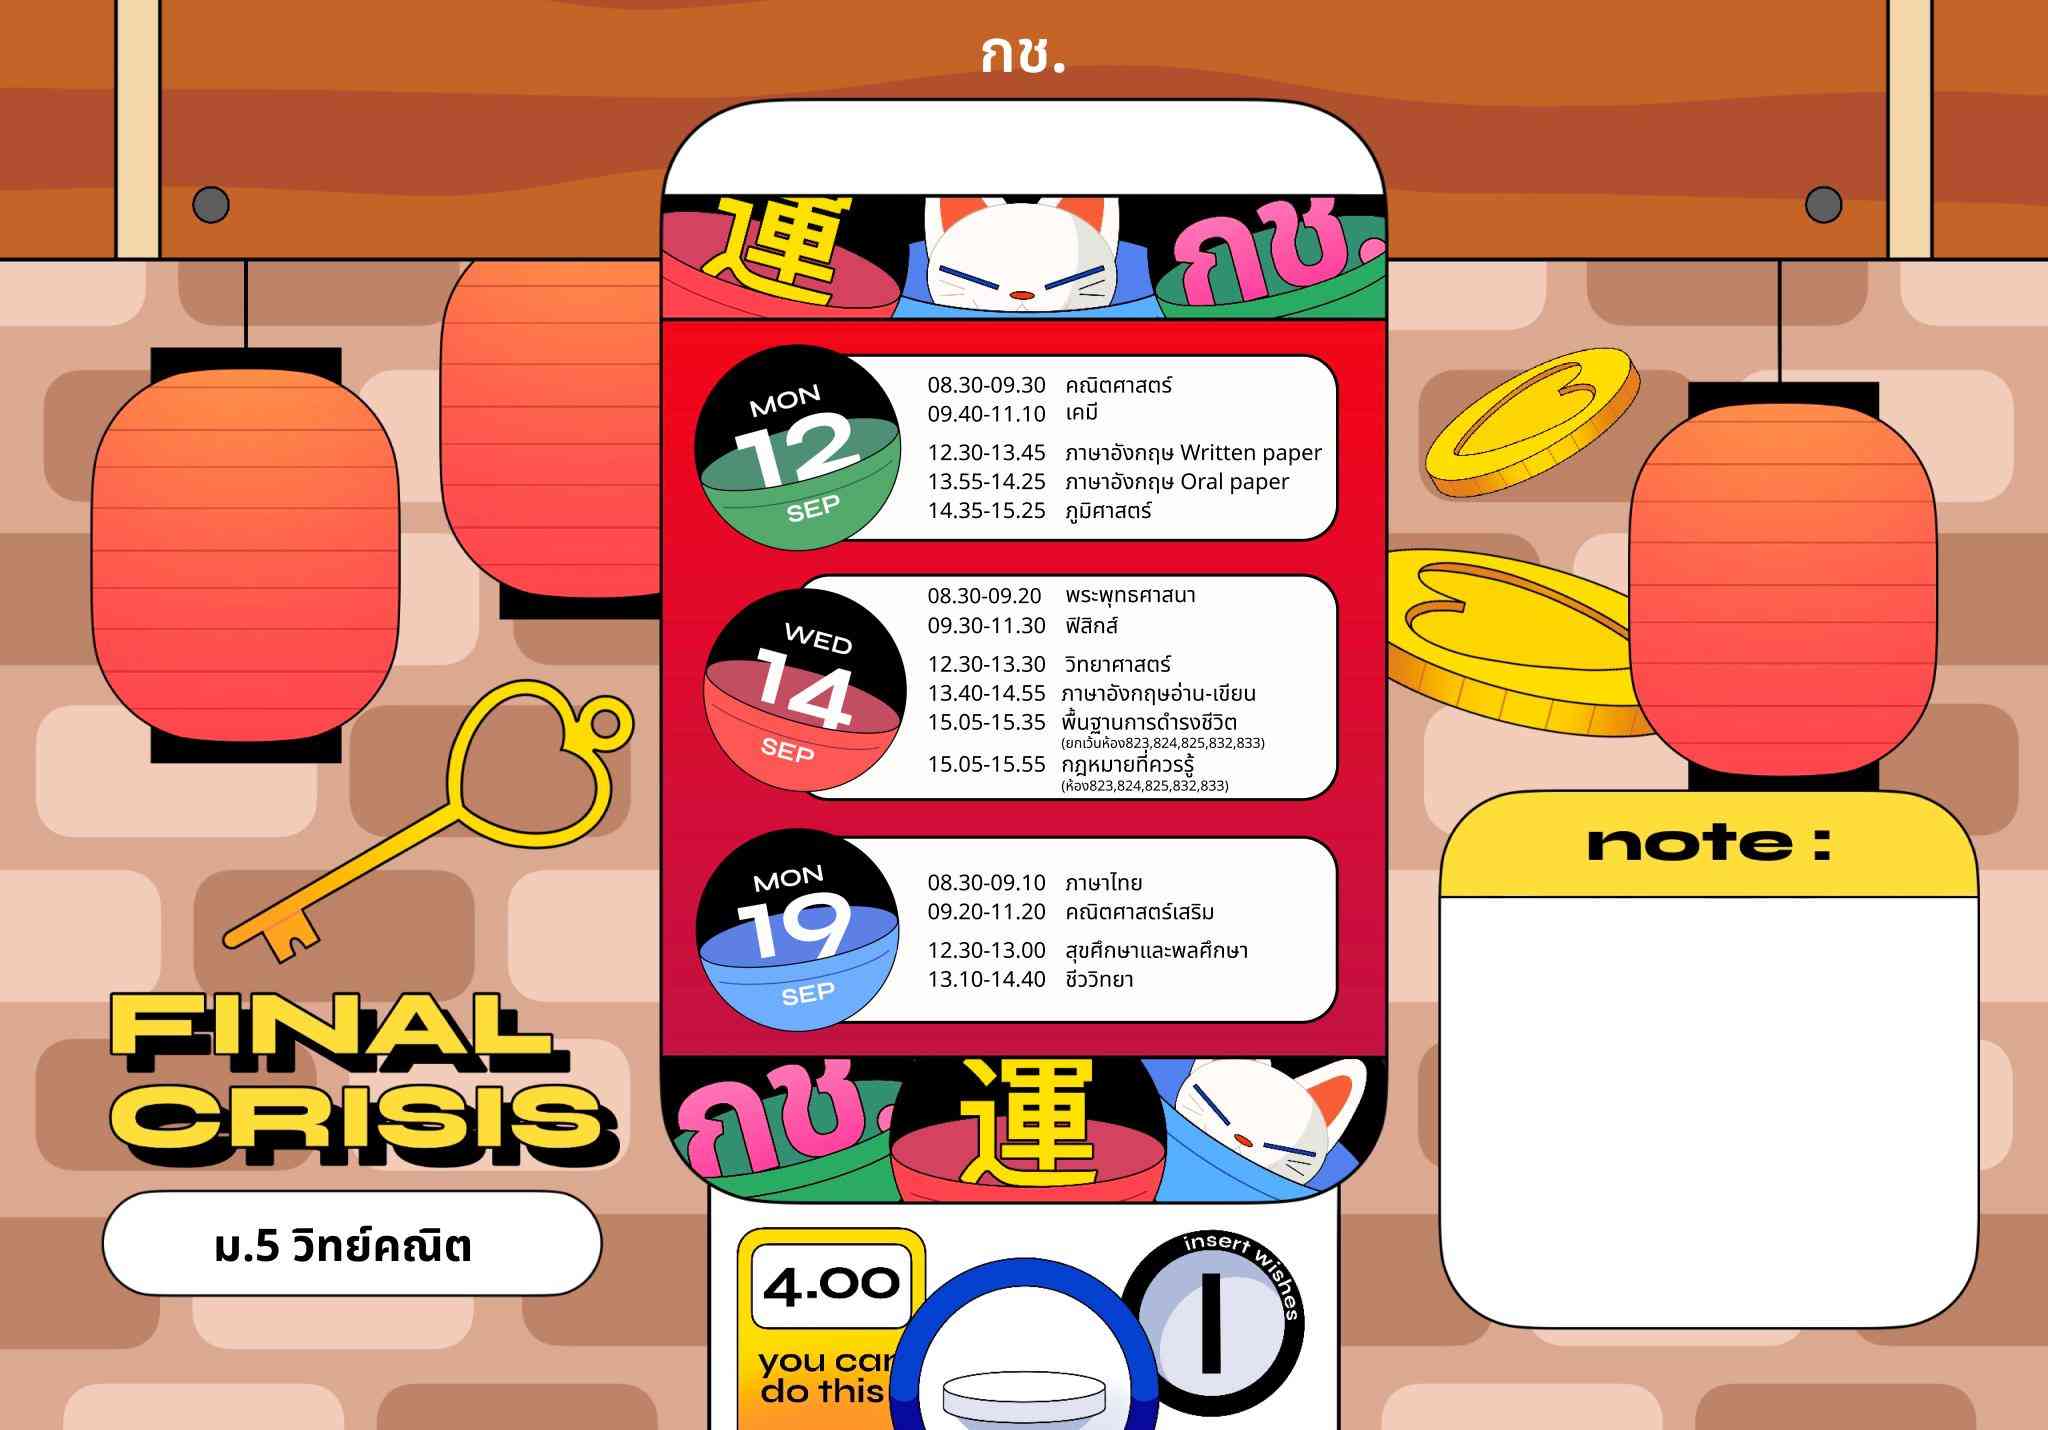 กช.
運
กช.
MON
12
SEP
08.30-09.30 คณิตศาสตร์
09.40-11.10 เคมี
12.30-13.45 ภาษาอังกฤษ Written paper
13.55-14.25 ภาษาอังกฤษ Oral paper
14.35-15.25 ภูมิศาสตร์
WED
14
SEP
08.30-09.20 พระพุทธศาสนา
09.30-11.30 ฟิสิกส์
12.30-13.30 วิทยาศาสตร์
13.40-14.55 ภาษาอังกฤษอ่าน-เขียน
15.05-15.35 พื้นฐานการดำรงชีวิต
(ยกเว้นห้อง823,824,825,832,833)
15.05-15.55 กฎหมายที่ควรรู้
(ห้อง823,824,825,832,833)
MON
19
SEP
08.30-09.10 ภาษาไทย
09.20-11.20 คณิตศาสตร์เสริม
12.30-13.00 สุขศึกษาและพลศึกษา
13.10-14.40 ชีววิทยา
กช.
運
FINAL
CRISIS
ม.5 วิทย์คณิต
note :
4.00
you can
do this
insert wishes